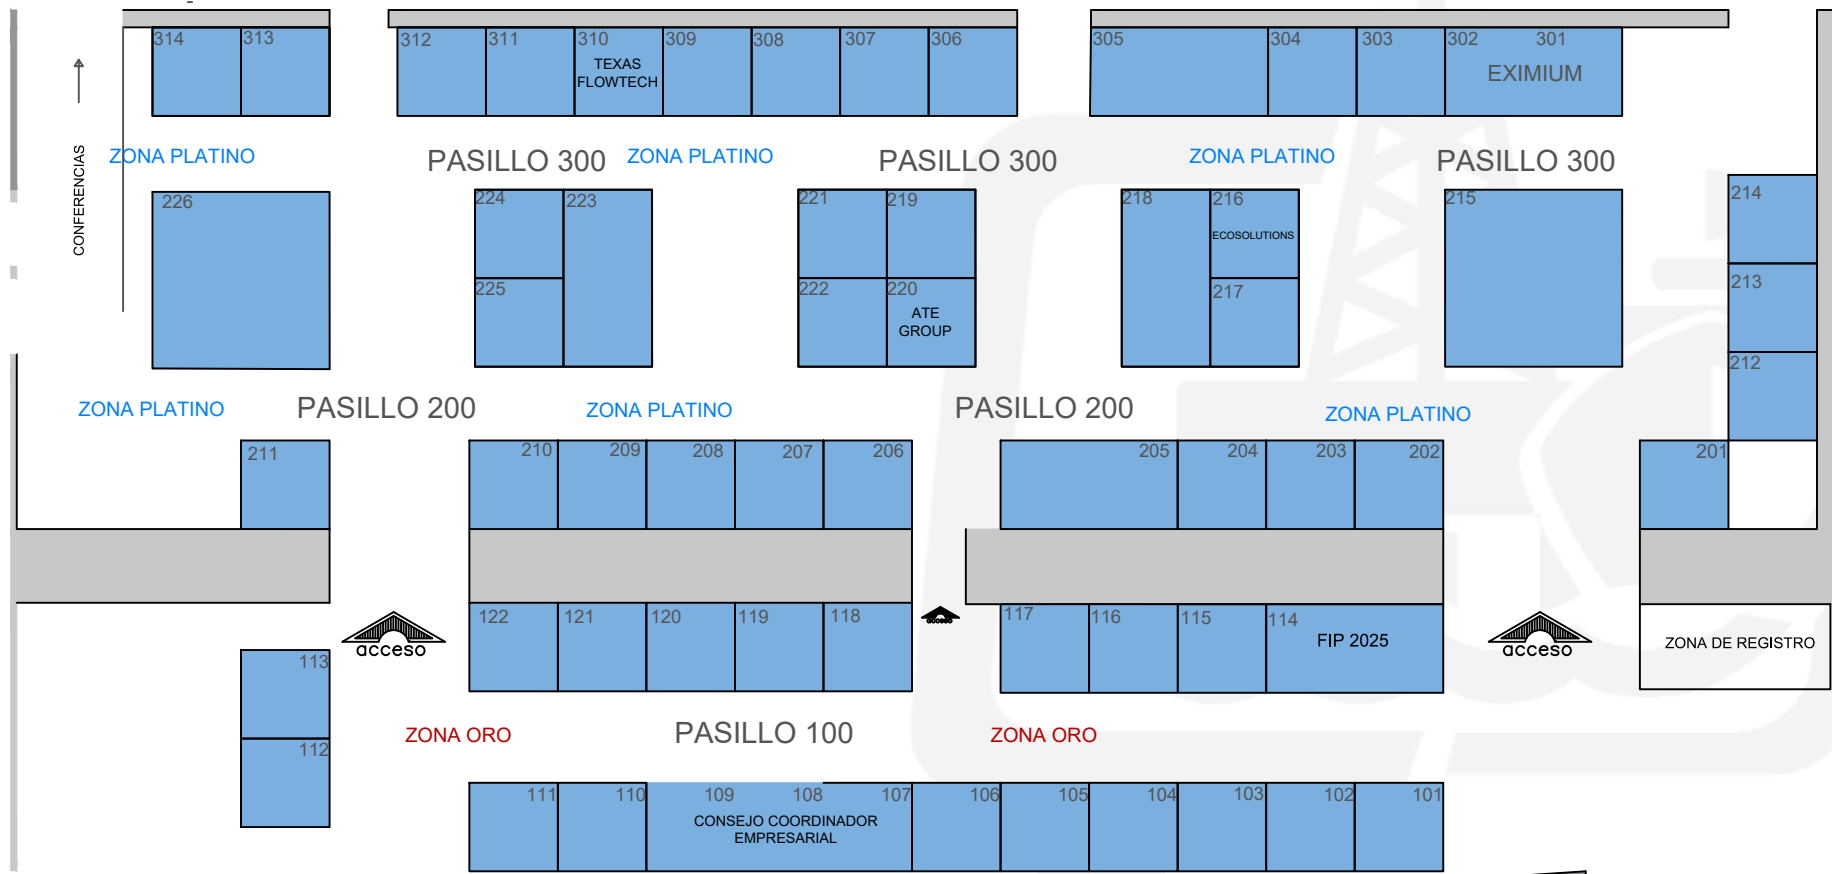 314 313 312 311 310 309 308 307 306 305 304 303 302 301
TEXAS
FLOWTECH
EXIMIUM
CONFERENCIAS
ZONA PLATINO PASILLO 300 ZONA PLATINO PASILLO 300 ZONA PLATINO PASILLO 300
226 224 223 221 219 218 216 215 214
ECOSOLUTIONS
225 222 220 217 213
ATE
GROUP
212
ZONA PLATINO PASILLO 200 ZONA PLATINO PASILLO 200 ZONA PLATINO
211 210 209 208 207 206 205 204 203 202 201
122 121 120 119 118 acceso 117 116 115 114
acceso FIP 2025 acceso ZONA DE REGISTRO
113
ZONA ORO PASILLO 100 ZONA ORO
112
111 110 109 108 107 106 105 104 103 102 101
CONSEJO COORDINADOR
EMPRESARIAL